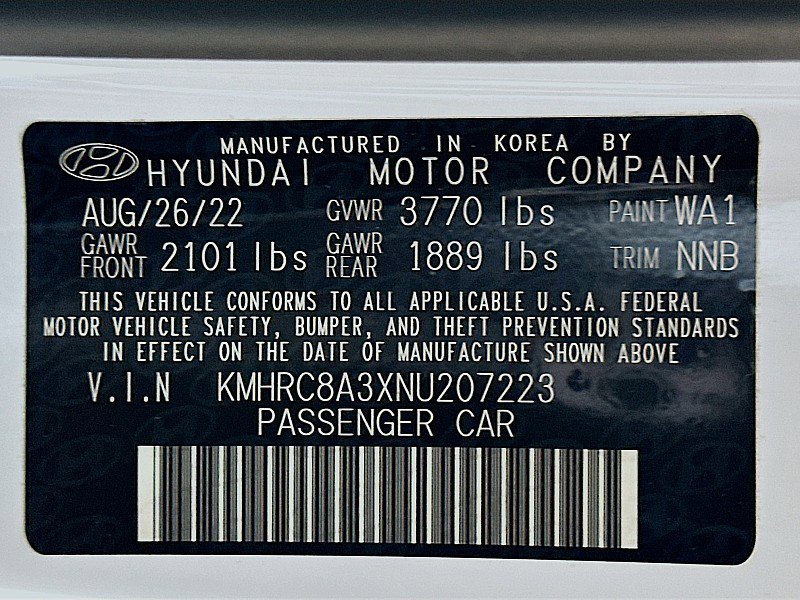 MANUFACTURED IN KOREA BY
HYUNDAI MOTOR COMPANY
AUG/26/22 GVWR 3770 lbs PAINT WA1
GAWR FRONT 2101 lbs GAWR REAR 1889 lbs TRIM NNB
THIS VEHICLE CONFORMS TO ALL APPLICABLE U.S.A. FEDERAL
MOTOR VEHICLE SAFETY, BUMPER, AND THEFT PREVENTION STANDARDS
IN EFFECT ON THE DATE OF MANUFACTURE SHOWN ABOVE
V.I.N KMHRC8A3XNU207223
PASSENGER CAR